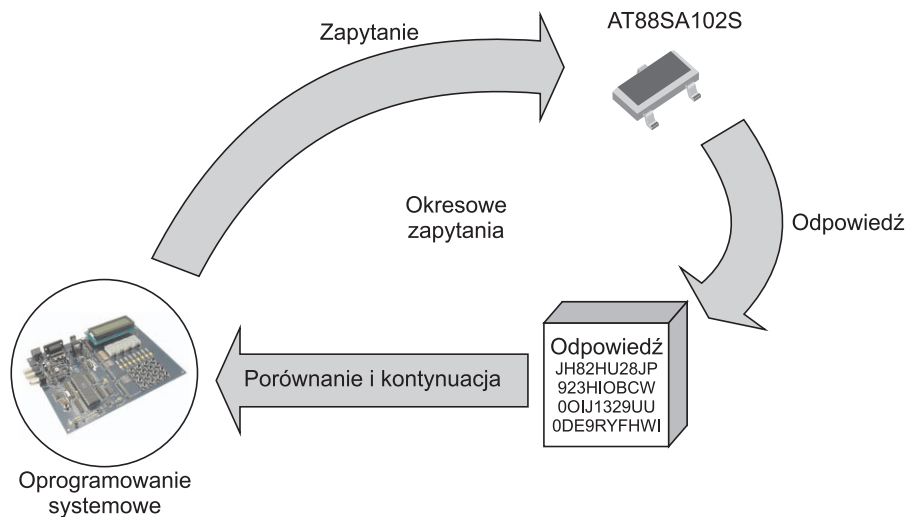 Zapytanie
AT88SA102S
Okresowe
zapytania
Odpowiedź
Odpowiedź
JH82HU28JP
923HIOBCW
0OIJ1329UU
0DE9RYFHWI
Porównanie i kontynuacja
Oprogramowanie
systemowe